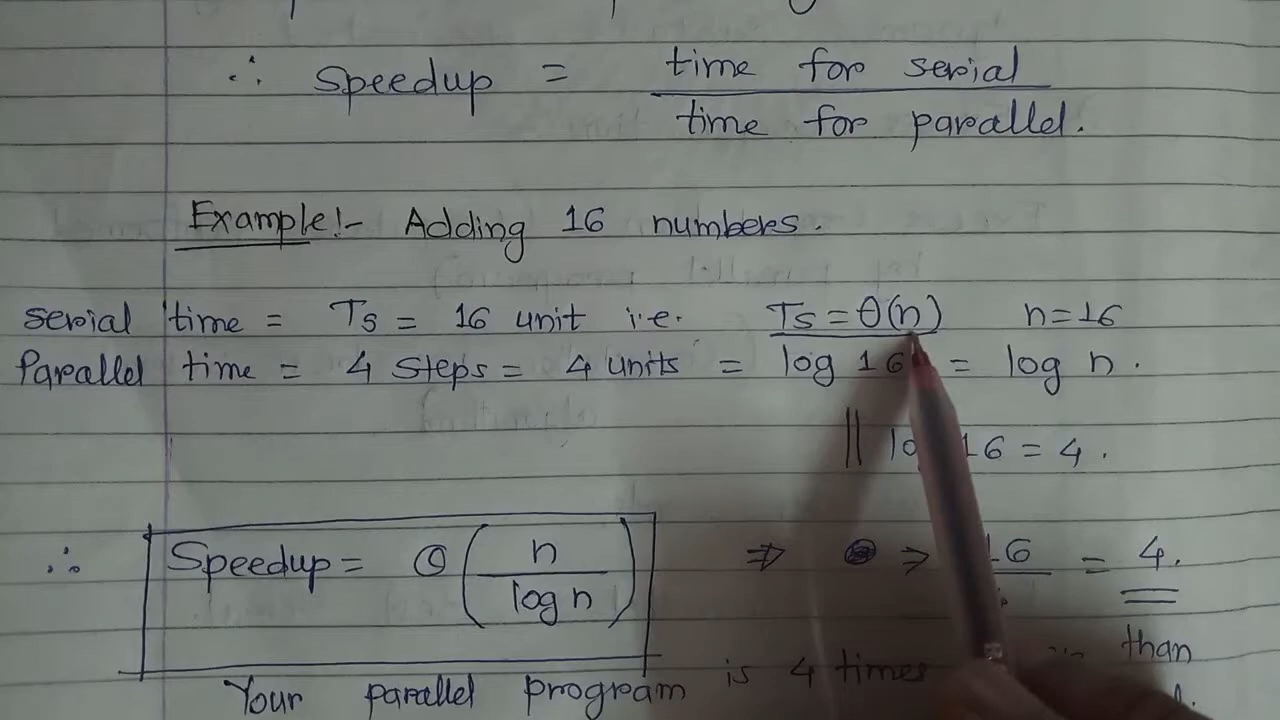 ∴ Speedup = time for serial
time for parallel.
Example:- Adding 16 numbers.
serial time = Ts = 16 unit i.e. Ts = θ(n) n=16
Parallel time = 4 steps = 4 units = log 16 = log n.
|| 16 = 4.
∴ Speedup = Θ ( n / log n ) ⇒ ⇒ 16 = 4.
Your parallel program is 4 times than